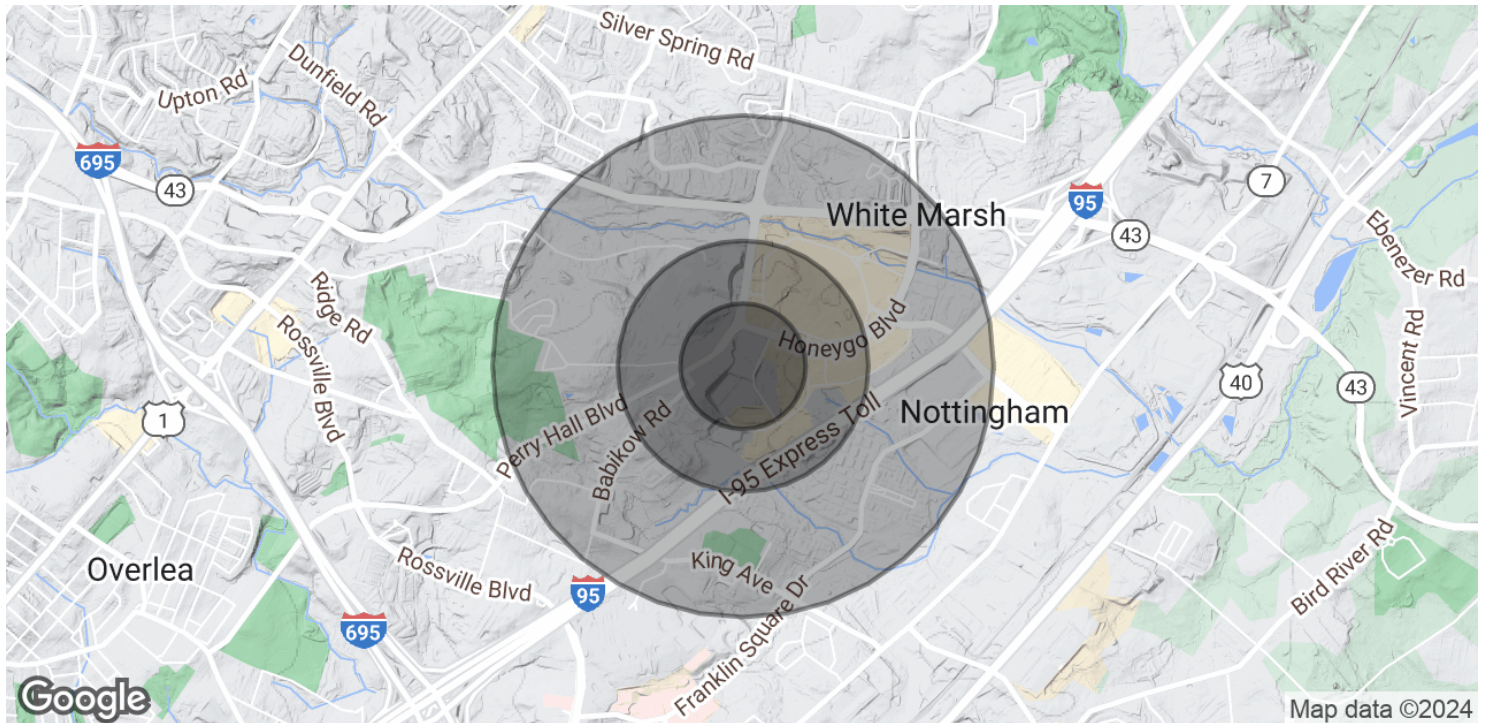 Silver Spring Rd
Upton Rd
Dunfield Rd
695
43
7
95
White Marsh
43
Ebenezer Rd
Ridge Rd
Rossville Blvd
Honeygo Blvd
Vincent Rd
40
43
1
Perry Hall Blvd
Babikow Rd
Nottingham
I-95 Express Toll
Overlea
Rossville Blvd
95
King Ave
Franklin Square Dr
Bird River Rd
695
Google
Map data ©2024